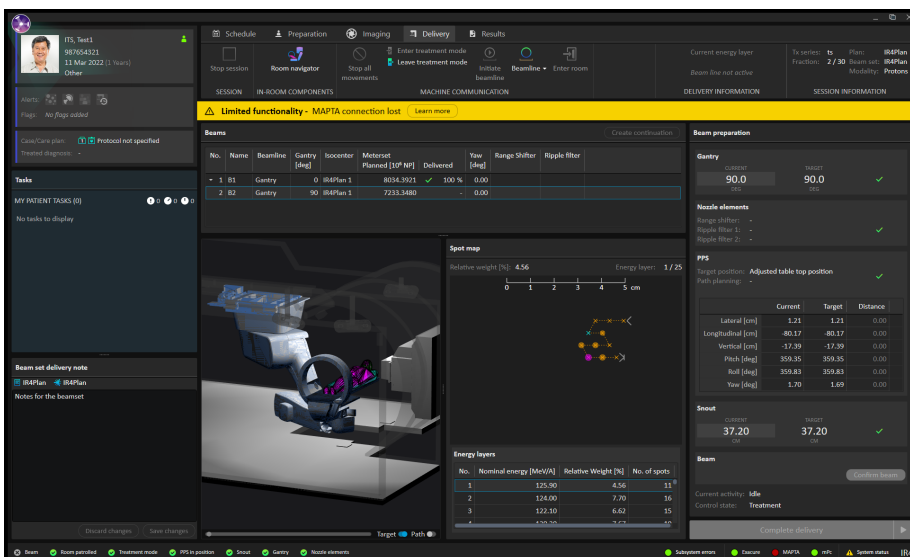 ITS, Test1
987654321
11 Mar 2022 (1 Years)
Other
Alerts:
Flags: No flags added
Case/Care plan: Protocol not specified
Treated diagnosis: -
Tasks
MY PATIENT TASKS (0) 0 0 0
No tasks to display
Beam set delivery note
IR4Plan IR4Plan
Notes for the beamset
Discard changes Save changes
Schedule Preparation Imaging Delivery Results
Stop session
SESSION
Room navigator
IN-ROOM COMPONENTS
Stop all movements
Enter treatment mode
Leave treatment mode
Initiate beamline
Beamline
Enter room
MACHINE COMMUNICATION
Current energy layer
Beam line not active
DELIVERY INFORMATION
Tx series: ts Plan: IR4Plan
Fraction: 2 / 30 Beam set: IR4Plan
Modality: Protons
SESSION INFORMATION
Limited functionality - MAPTA connection lost Learn more
Beams Create continuation
No. Name Beamline Gantry [deg] Isocenter Meterset Planned [10⁶ NP] Delivered Yaw [deg] Range Shifter Ripple filter
1 B1 Gantry 0 IR4Plan 1 8034.3921 100 % 0.00
2 B2 Gantry 90 IR4Plan 1 7233.3480 - 0.00
Target Path
Spot map
Relative weight [%]: 4.56 Energy layer: 1 / 25
0 1 2 3 4 5 cm
Energy layers
No. Nominal energy [MeV/A] Relative Weight [%] No. of spots
1 125.90 4.56 11
2 124.00 7.70 16
3 122.10 6.62 15
Beam preparation
Gantry
CURRENT TARGET
90.0 90.0
DEG DEG
Nozzle elements
Range shifter: -
Ripple filter 1: -
Ripple filter 2: -
PPS
Target position: Adjusted table top position
Path planning: -
Current Target Distance
Lateral [cm] 1.21 1.21 0.00
Longitudinal [cm] -80.17 -80.17 0.00
Vertical [cm] -17.39 -17.39 0.00
Pitch [deg] 359.35 359.35 0.00
Roll [deg] 359.83 359.83 0.00
Yaw [deg] 1.70 1.69 0.00
Snout
CURRENT TARGET
37.20 37.20
CM CM
Beam
Confirm beam
Current activity: Idle
Control state: Treatment
Complete delivery
Beam Room patrolled Treatment mode PPS in position Snout Gantry Nozzle elements Subsystem errors Exacure MAPTA mPc System status